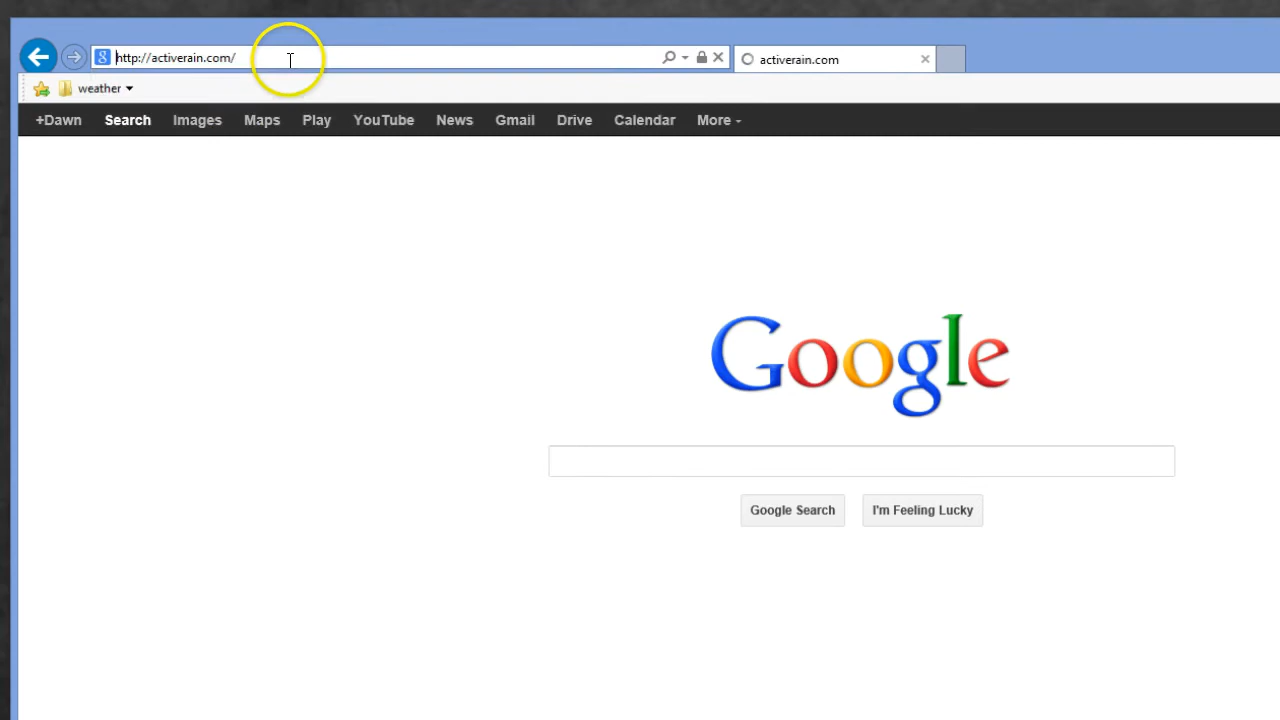 http://activerain.com/
activerain.com
weather
+Dawn Search Images Maps Play YouTube News Gmail Drive Calendar More
Google
Google Search I'm Feeling Lucky